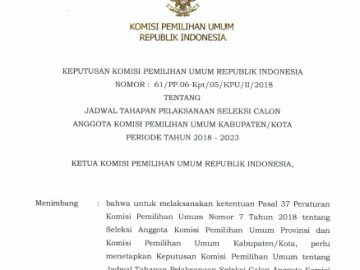 KOMISI PEMILIHAN UMUM
REPUBLIK INDONESIA
KEPUTUSAN KOMISI PEMILIHAN UMUM REPUBLIK INDONESIA
NOMOR : 61/PP.06-Kpt/05/KPU/II/2018
TENTANG
JADWAL TAHAPAN PELAKSANAAN SELEKSI CALON
ANGGOTA KOMISI PEMILIHAN UMUM KABUPATEN/KOTA
PERIODE TAHUN 2018 - 2023
KETUA KOMISI PEMILIHAN UMUM REPUBLIK INDONESIA,
Menimbang : bahwa untuk melaksanakan ketentuan Pasal 37 Peraturan
Komisi Pemilihan Umum Nomor 7 Tahun 2018 tentang
Seleksi Anggota Komisi Pemilihan Umum Provinsi dan
Komisi Pemilihan Umum Kabupaten/Kota, perlu
menetapkan Keputusan Komisi Pemilihan Umum tentang
Jadwal Tahapan Pelaksanaan Seleksi Calon Anggota Komisi